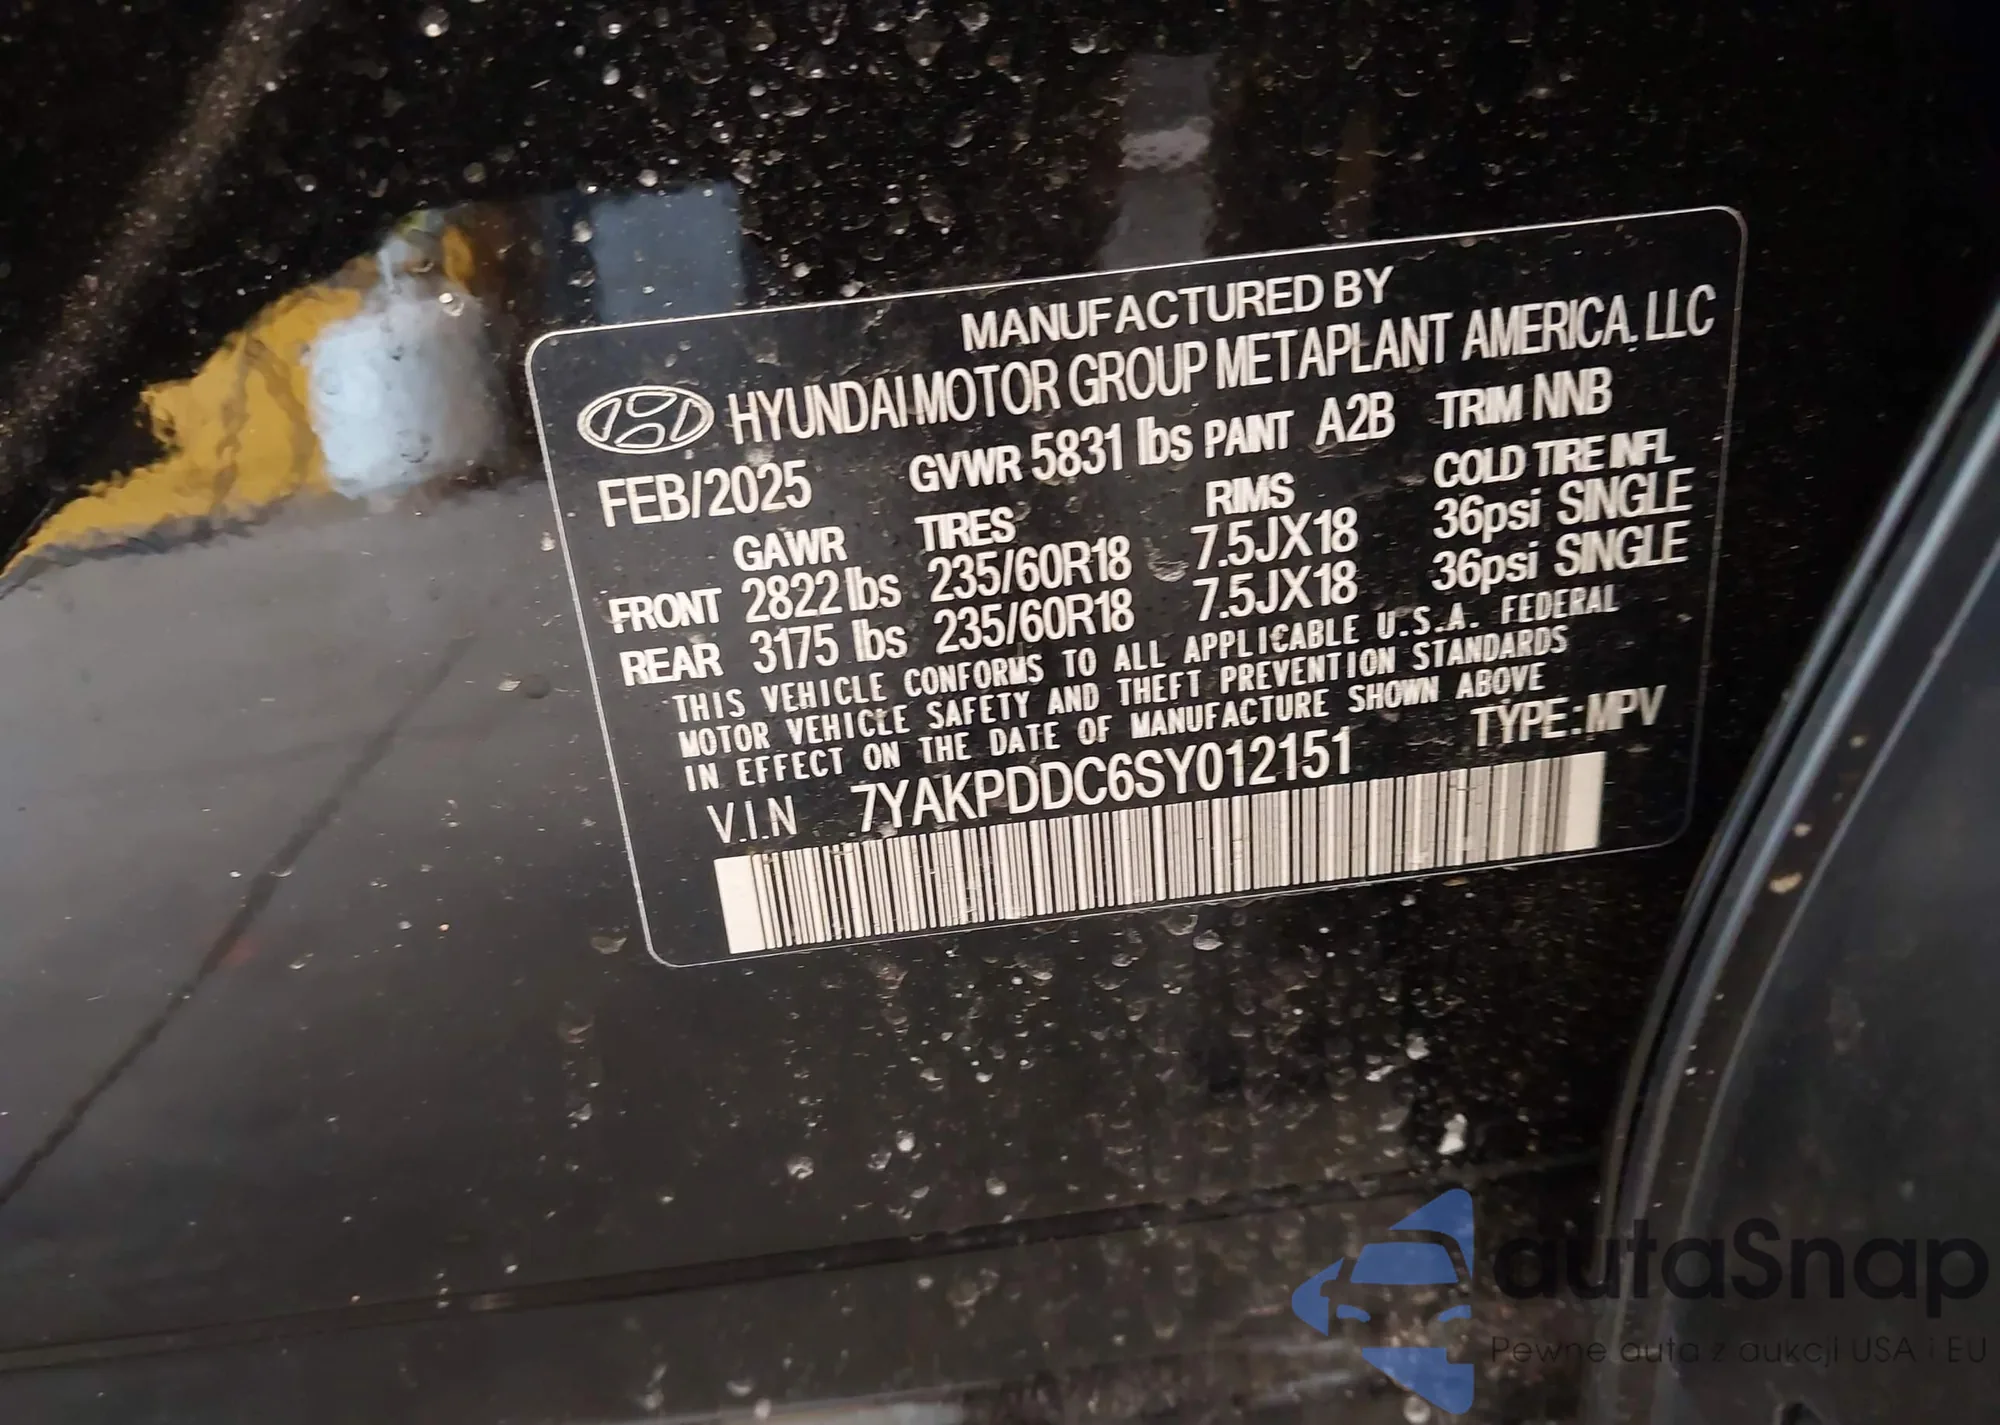 MANUFACTURED BY
HYUNDAI MOTOR GROUP METAPLANT AMERICA, LLC
FEB/2025 GVWR 5831 lbs PAINT A2B TRIM NNB
GAWR TIRES RIMS COLD TIRE INFL
FRONT 2822 lbs 235/60R18 7.5JX18 36psi SINGLE
REAR 3175 lbs 235/60R18 7.5JX18 36psi SINGLE
THIS VEHICLE CONFORMS TO ALL APPLICABLE U.S.A. FEDERAL
MOTOR VEHICLE SAFETY AND THEFT PREVENTION STANDARDS
IN EFFECT ON THE DATE OF MANUFACTURE SHOWN ABOVE
V.I.N 7YAKPDDC6SY012151 TYPE:MPV
autaSnap
Pewne auta z aukcji USA i EU